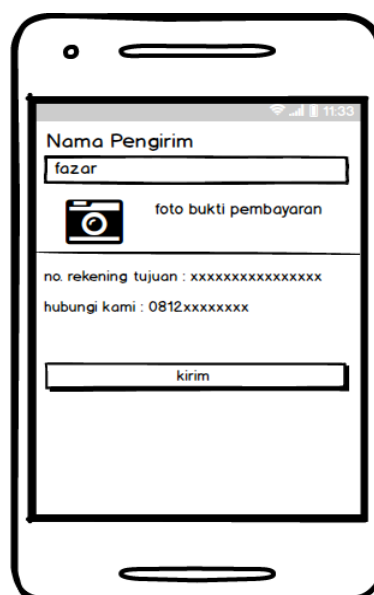 11:33
Nama Pengirim
fazar
foto bukti pembayaran
no. rekening tujuan : xxxxxxxxxxxxxxxx
hubungi kami : 0812xxxxxxxx
kirim